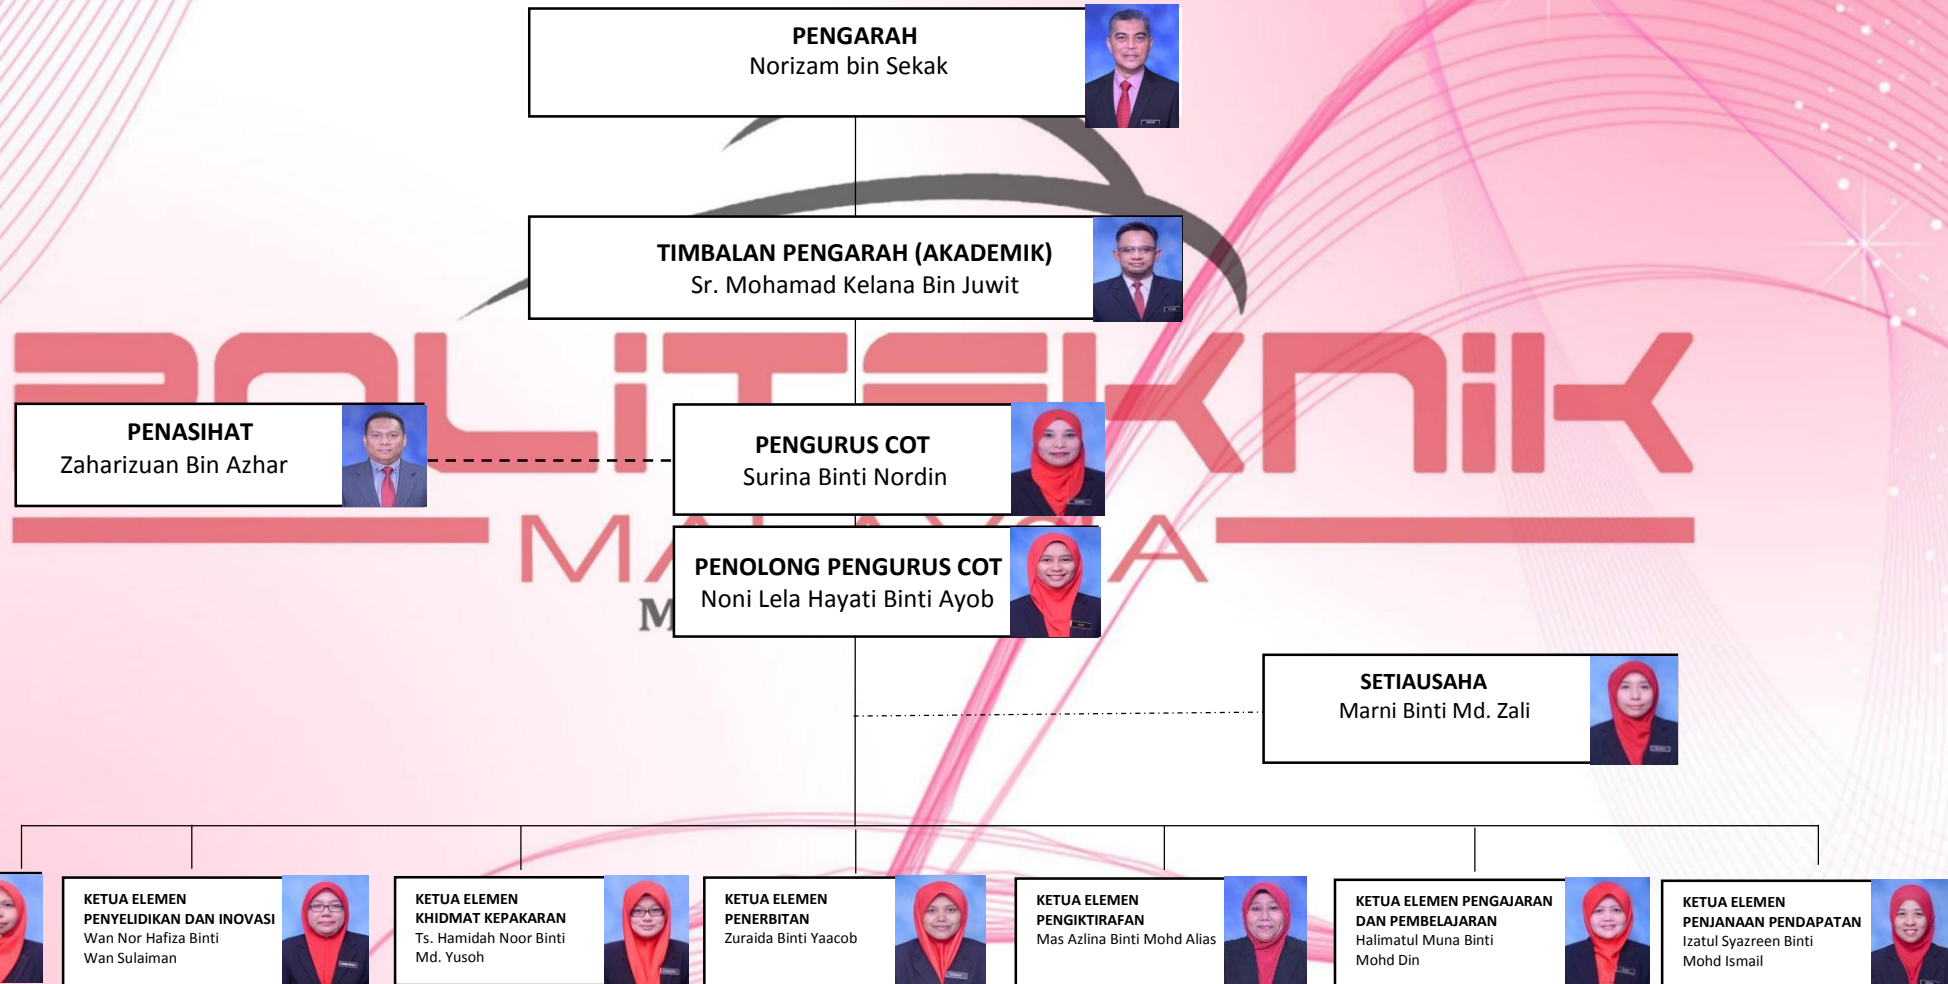 PENGARAH
Norizam bin Sekak
TIMBALAN PENGARAH (AKADEMIK)
Sr. Mohamad Kelana Bin Juwit
PENASIHAT
Zaharizuan Bin Azhar
PENGURUS COT
Surina Binti Nordin
PENOLONG PENGURUS COT
Noni Lela Hayati Binti Ayob
SETIAUSAHA
Marni Binti Md. Zali
KETUA ELEMEN
PENYELIDIKAN DAN INOVASI
Wan Nor Hafiza Binti
Wan Sulaiman
KETUA ELEMEN
KHIDMAT KEPAKARAN
Ts. Hamidah Noor Binti
Md. Yusoh
KETUA ELEMEN
PENERBITAN
Zuraida Binti Yaacob
KETUA ELEMEN
PENGIKTIRAFAN
Mas Azlina Binti Mohd Alias
KETUA ELEMEN PENGAJARAN
DAN PEMBELAJARAN
Halimatul Muna Binti
Mohd Din
KETUA ELEMEN
PENJANAAN PENDAPATAN
Izatul Syazreen Binti
Mohd Ismail